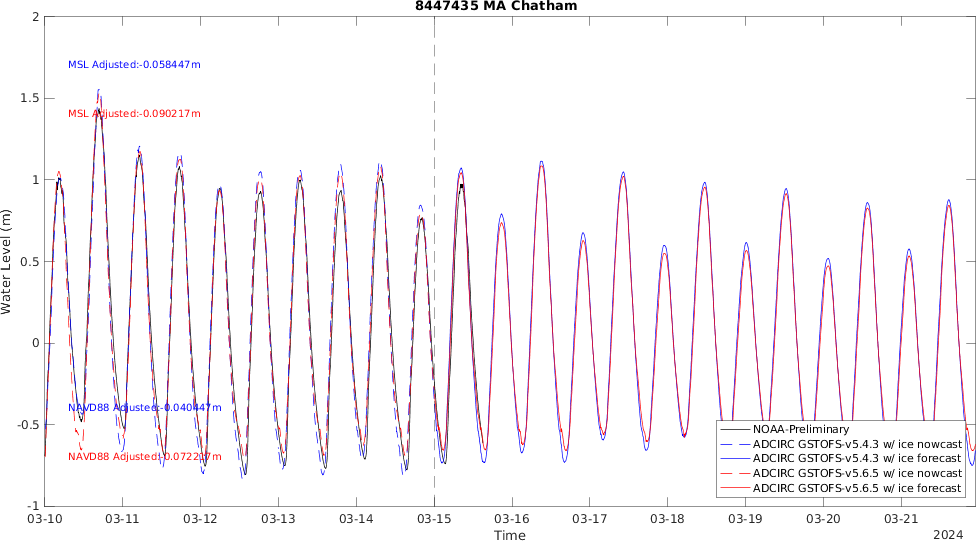 8447435 MA Chatham
2
1.5
1
0.5
0
-0.5
-1
Water Level (m)
MSL Adjusted:-0.058447m
MSL Adjusted:-0.090217m
NAVD88 Adjusted:-0.040447m
NAVD88 Adjusted:-0.072217m
NOAA-Preliminary
ADCIRC GSTOFS-v5.4.3 w/ ice nowcast
ADCIRC GSTOFS-v5.4.3 w/ ice forecast
ADCIRC GSTOFS-v5.6.5 w/ ice nowcast
ADCIRC GSTOFS-v5.6.5 w/ ice forecast
03-10 03-11 03-12 03-13 03-14 03-15 03-16 03-17 03-18 03-19 03-20 03-21
Time
2024